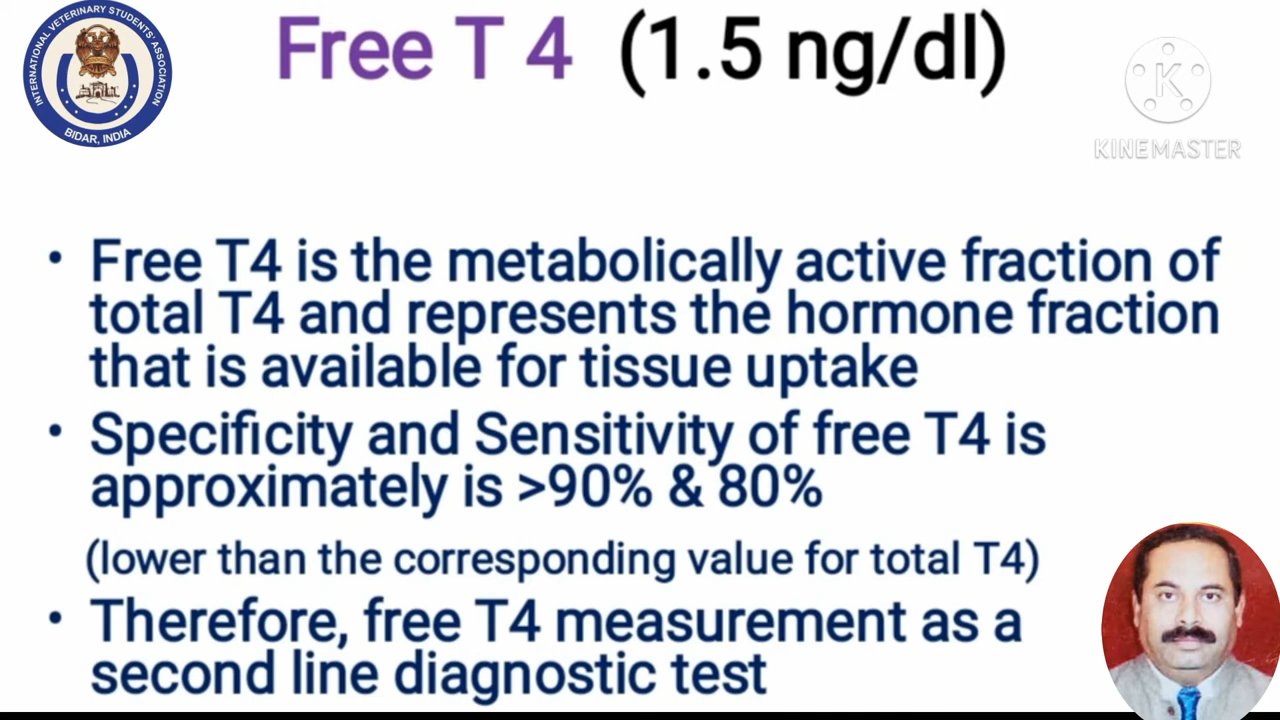 INTERNATIONAL VETERINARY STUDENTS' ASSOCIATION
BIDAR, INDIA
Free T 4 (1.5 ng/dl)
K
KINEMASTER
• Free T4 is the metabolically active fraction of
total T4 and represents the hormone fraction
that is available for tissue uptake
• Specificity and Sensitivity of free T4 is
approximately is >90% & 80%
(lower than the corresponding value for total T4)
• Therefore, free T4 measurement as a
second line diagnostic test